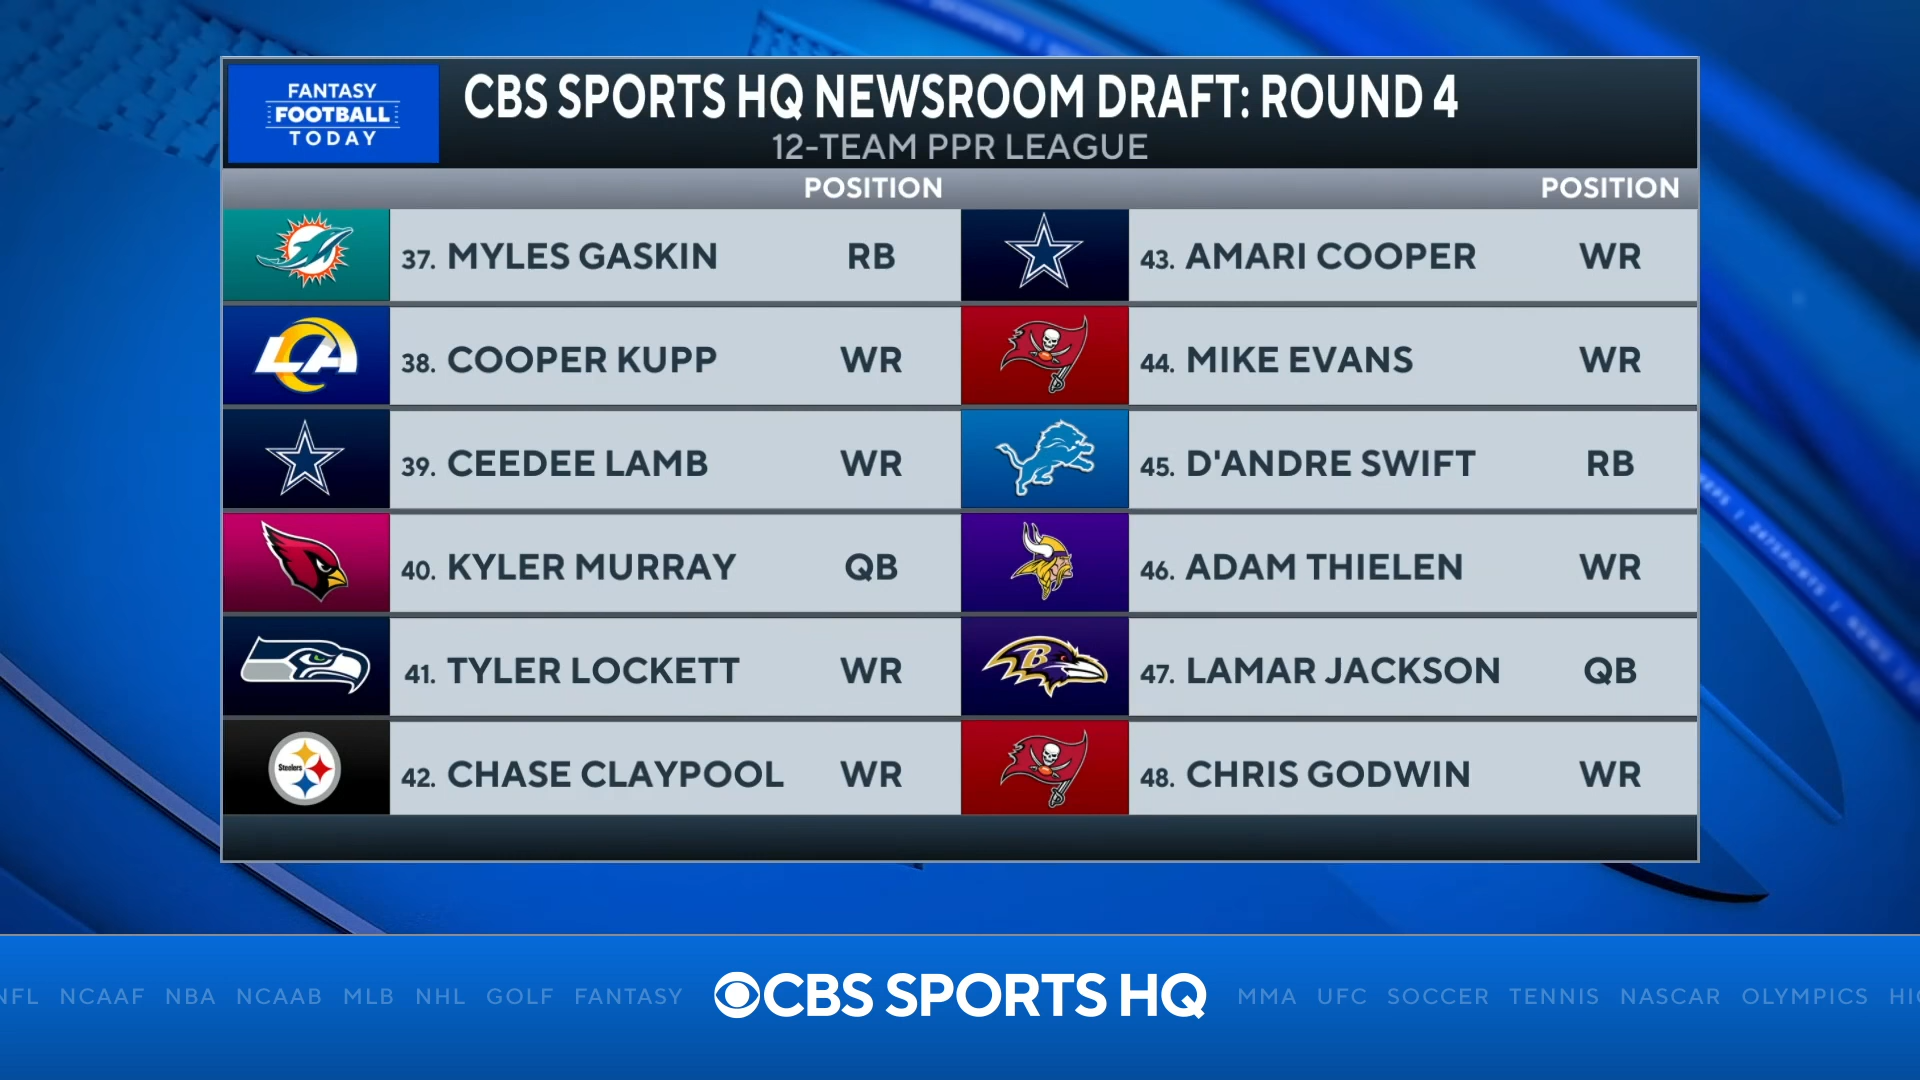 FANTASY
FOOTBALL
TODAY
CBS SPORTS HQ NEWSROOM DRAFT: ROUND 4
12-TEAM PPR LEAGUE
POSITION POSITION
37. MYLES GASKIN RB
38. COOPER KUPP WR
39. CEEDEE LAMB WR
40. KYLER MURRAY QB
41. TYLER LOCKETT WR
Steelers
42. CHASE CLAYPOOL WR
43. AMARI COOPER WR
44. MIKE EVANS WR
45. D'ANDRE SWIFT RB
46. ADAM THIELEN WR
B
47. LAMAR JACKSON QB
48. CHRIS GODWIN WR
LA
NFL NCAAF NBA NCAAB MLB NHL GOLF FANTASY CBS SPORTS HQ MMA UFC SOCCER TENNIS NASCAR OLYMPICS